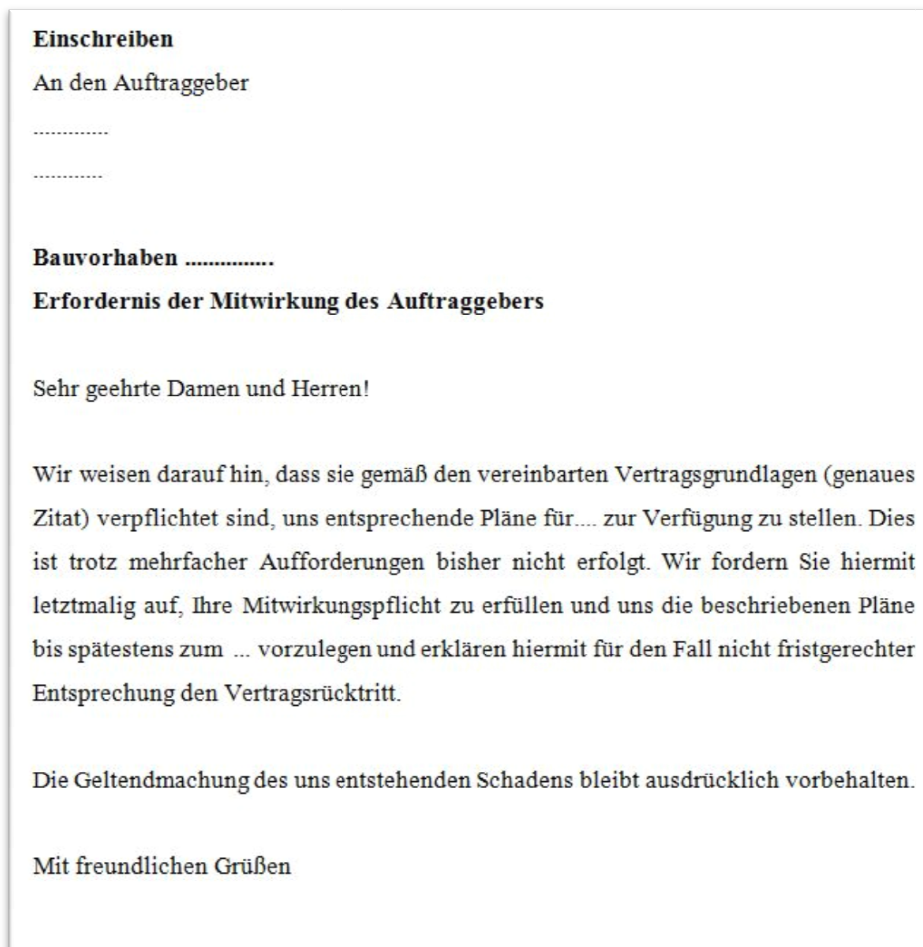 Einschreiben
An den Auftraggeber
.............
............
Bauvorhaben ...............
Erfordernis der Mitwirkung des Auftraggebers
Sehr geehrte Damen und Herren!
Wir weisen darauf hin, dass sie gemäß den vereinbarten Vertragsgrundlagen (genaues
Zitat) verpflichtet sind, uns entsprechende Pläne für.... zur Verfügung zu stellen. Dies
ist trotz mehrfacher Aufforderungen bisher nicht erfolgt. Wir fordern Sie hiermit
letztmalig auf, Ihre Mitwirkungspflicht zu erfüllen und uns die beschriebenen Pläne
bis spätestens zum ... vorzulegen und erklären hiermit für den Fall nicht fristgerechter
Entsprechung den Vertragsrücktritt.
Die Geltendmachung des uns entstehenden Schadens bleibt ausdrücklich vorbehalten.
Mit freundlichen Grüßen